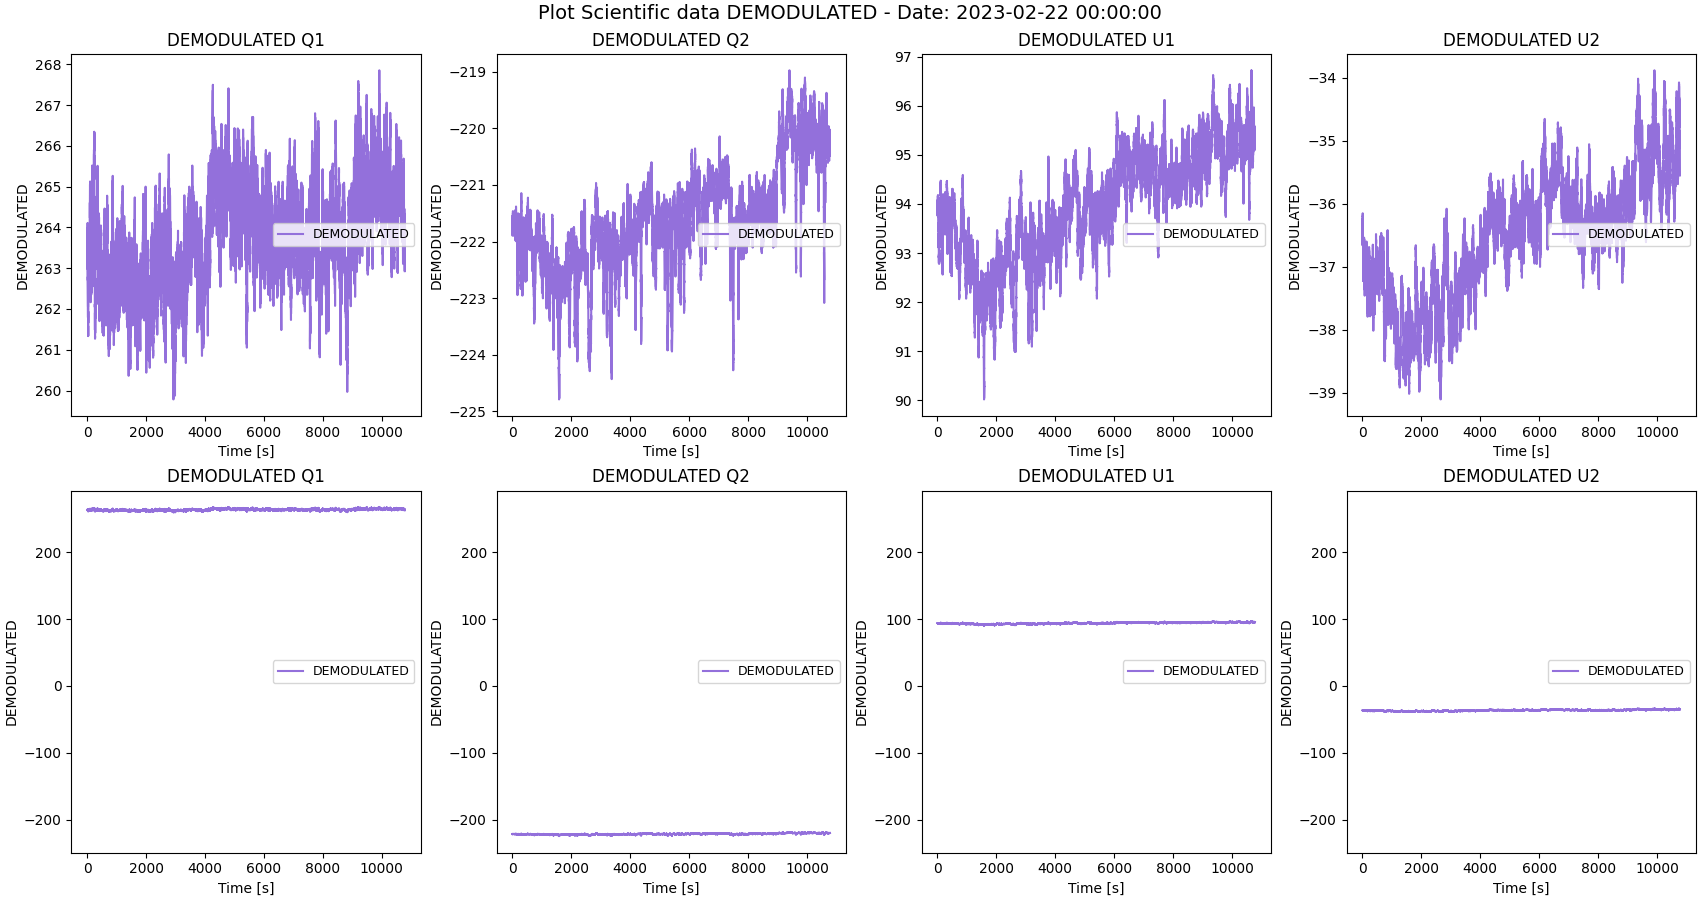 Plot Scientific data DEMODULATED - Date: 2023-02-22 00:00:00
DEMODULATED Q1
DEMODULATED
268
267
266
265
264
263
262
261
260
DEMODULATED
0 2000 4000 6000 8000 10000
Time [s]
DEMODULATED Q2
DEMODULATED
−219
−220
−221
−222
−223
−224
−225
DEMODULATED
0 2000 4000 6000 8000 10000
Time [s]
DEMODULATED U1
DEMODULATED
97
96
95
94
93
92
91
90
DEMODULATED
0 2000 4000 6000 8000 10000
Time [s]
DEMODULATED U2
DEMODULATED
−34
−35
−36
−37
−38
−39
DEMODULATED
0 2000 4000 6000 8000 10000
Time [s]
DEMODULATED Q1
DEMODULATED
200
100
0
−100
−200
DEMODULATED
0 2000 4000 6000 8000 10000
Time [s]
DEMODULATED Q2
DEMODULATED
200
100
0
−100
−200
DEMODULATED
0 2000 4000 6000 8000 10000
Time [s]
DEMODULATED U1
DEMODULATED
200
100
0
−100
−200
DEMODULATED
0 2000 4000 6000 8000 10000
Time [s]
DEMODULATED U2
DEMODULATED
200
100
0
−100
−200
DEMODULATED
0 2000 4000 6000 8000 10000
Time [s]